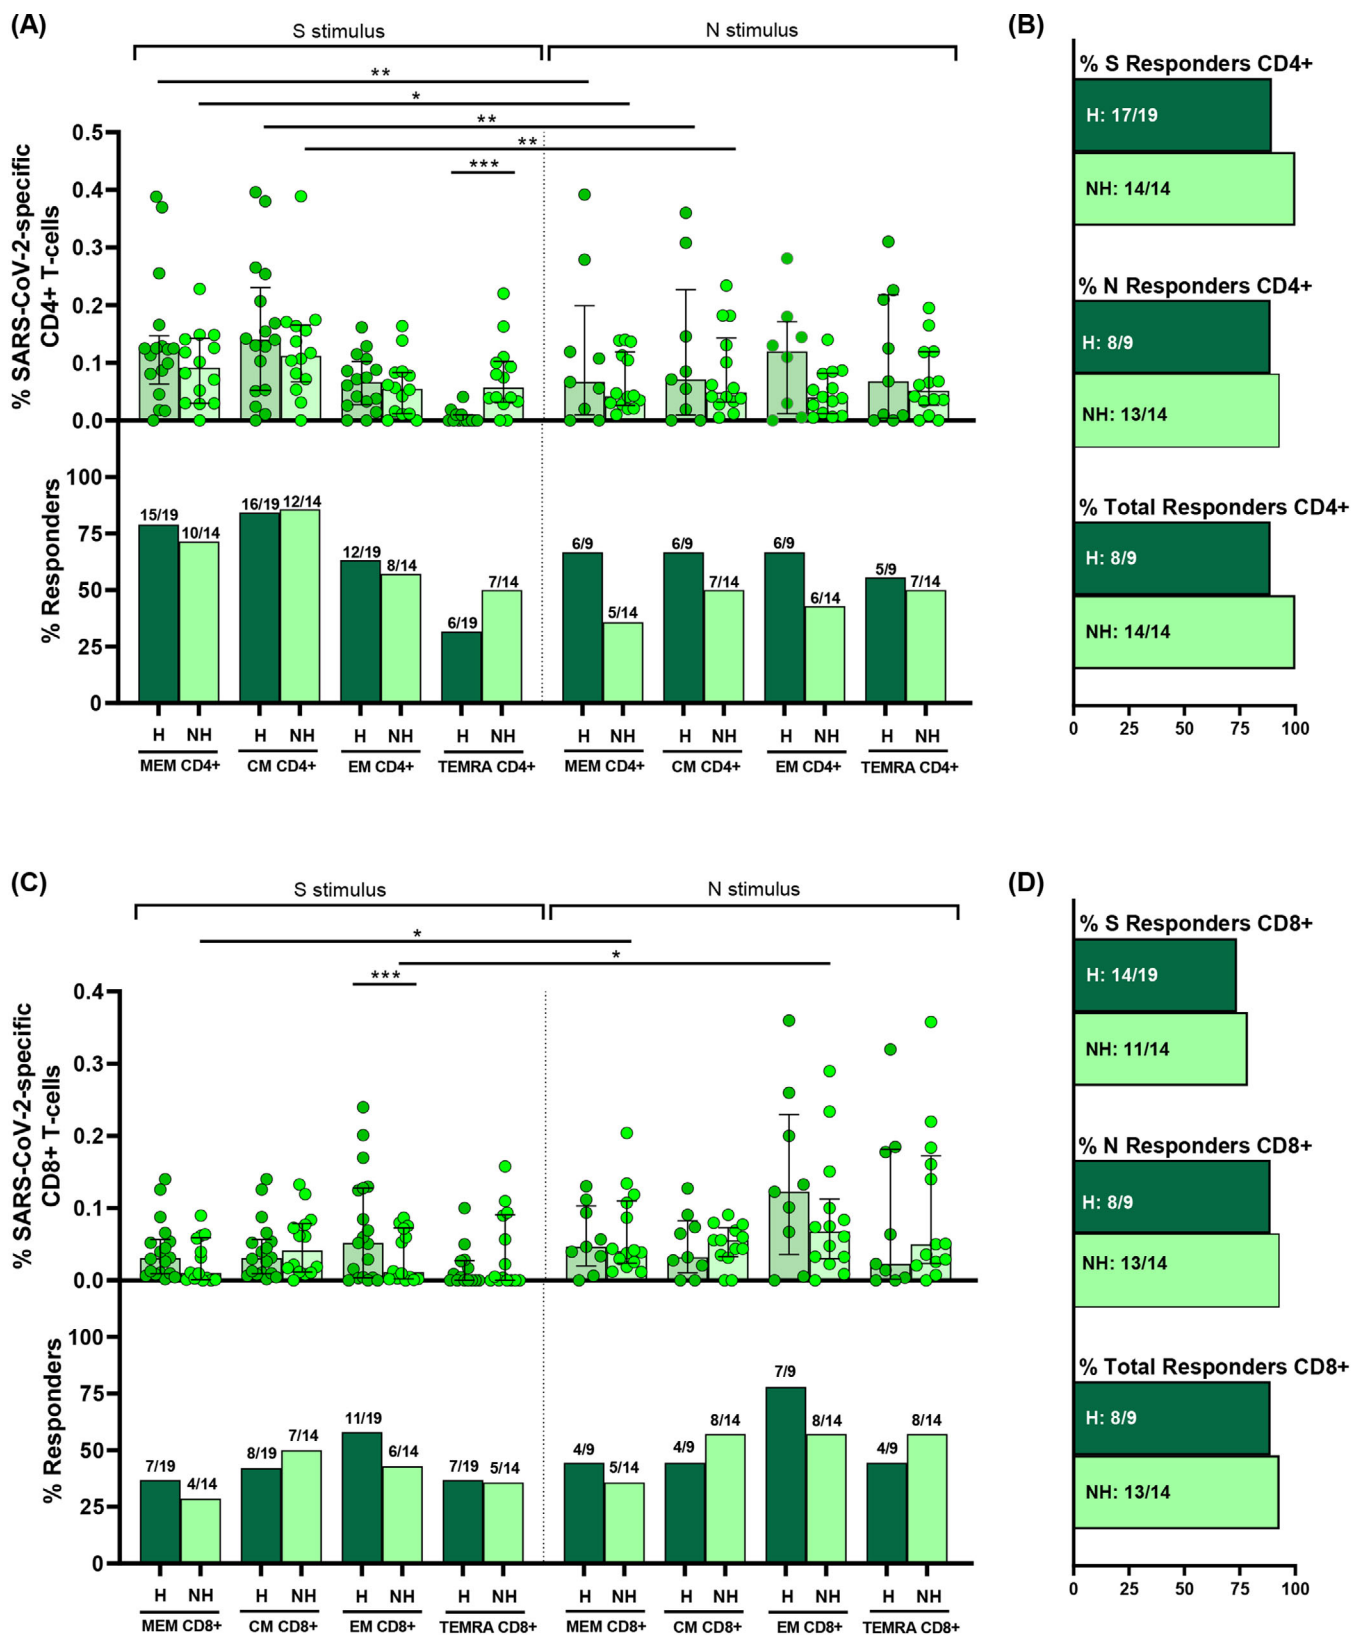 (A)
S stimulus
N stimulus
**
*
**
**
***
% SARS-CoV-2-specific
CD4+ T-cells
0.5
0.4
0.3
0.2
0.1
0.0
% Responders
100
75
50
25
0
15/19
10/14
16/19
12/14
12/19
8/14
6/19
7/14
6/9
5/14
6/9
7/14
6/9
6/14
5/9
7/14
H NH H NH H NH H NH H NH H NH H NH H NH
MEM CD4+ CM CD4+ EM CD4+ TEMRA CD4+ MEM CD4+ CM CD4+ EM CD4+ TEMRA CD4+
(B)
% S Responders CD4+
H: 17/19
NH: 14/14
% N Responders CD4+
H: 8/9
NH: 13/14
% Total Responders CD4+
H: 8/9
NH: 14/14
0 25 50 75 100
(C)
S stimulus
N stimulus
*
*
***
% SARS-CoV-2-specific
CD8+ T-cells
0.4
0.3
0.2
0.1
0.0
% Responders
100
75
50
25
0
7/19
4/14
8/19
7/14
11/19
6/14
7/19
5/14
4/9
5/14
4/9
8/14
7/9
8/14
4/9
8/14
H NH H NH H NH H NH H NH H NH H NH H NH
MEM CD8+ CM CD8+ EM CD8+ TEMRA CD8+ MEM CD8+ CM CD8+ EM CD8+ TEMRA CD8+
(D)
% S Responders CD8+
H: 14/19
NH: 11/14
% N Responders CD8+
H: 8/9
NH: 13/14
% Total Responders CD8+
H: 8/9
NH: 13/14
0 25 50 75 100